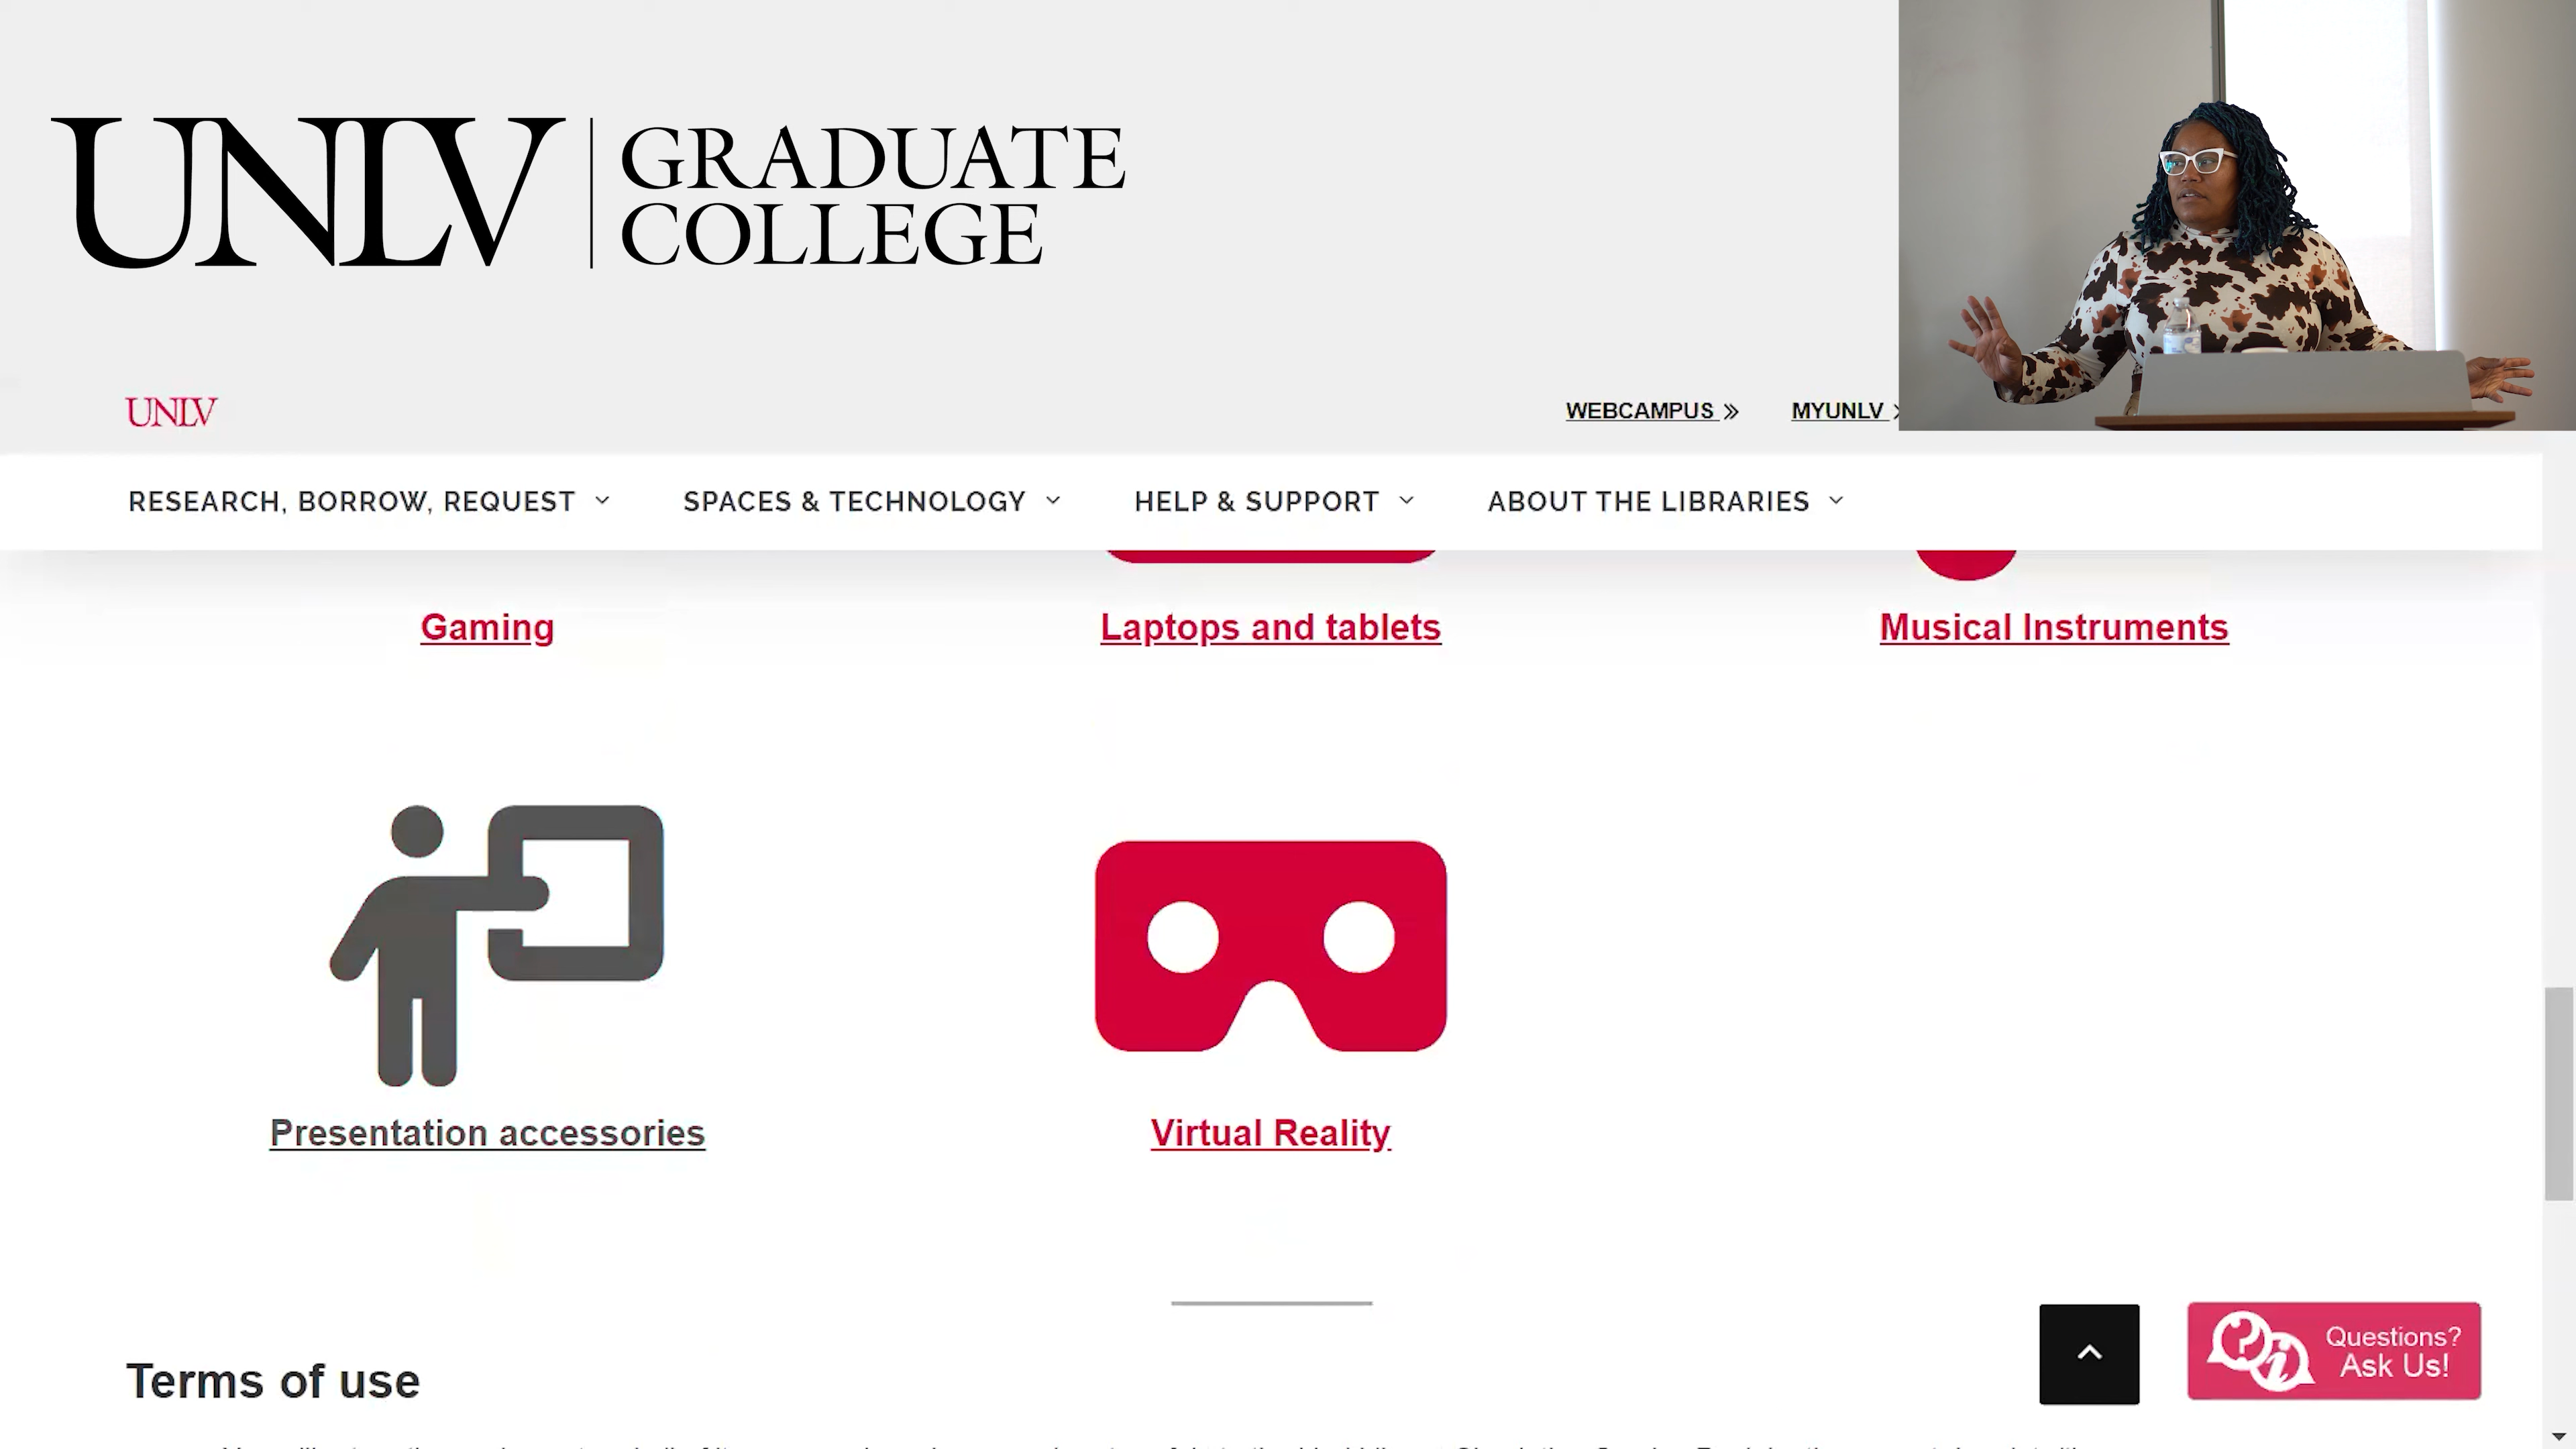 UNLV
GRADUATE
COLLEGE
UNLV
WEBCAMPUS
MYUNLV
RESEARCH, BORROW, REQUEST
SPACES & TECHNOLOGY
HELP & SUPPORT
ABOUT THE LIBRARIES
Gaming
Laptops and tablets
Musical Instruments
Presentation accessories
Virtual Reality
Terms of use
Questions?
Ask Us!